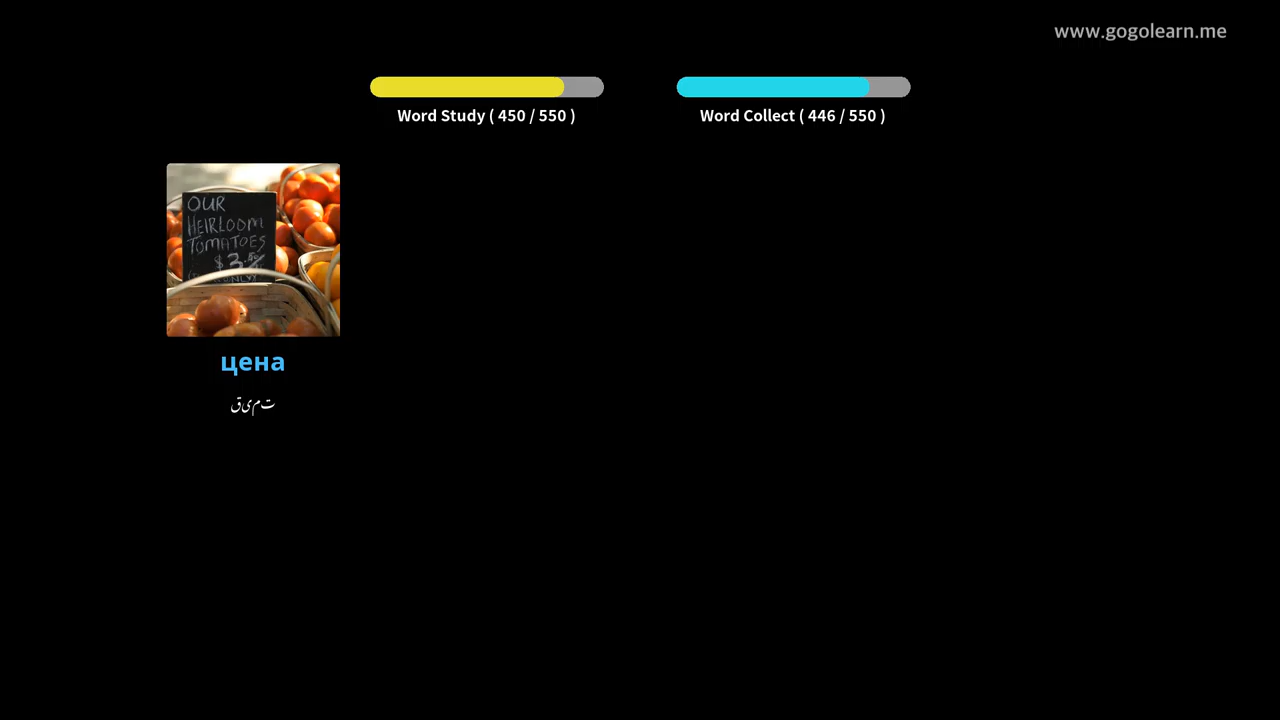 www.gogolearn.me
Word Study ( 450 / 550 )
Word Collect ( 446 / 550 )
OUR
HEIRLOOM
TOMATOES
цена
قیمت